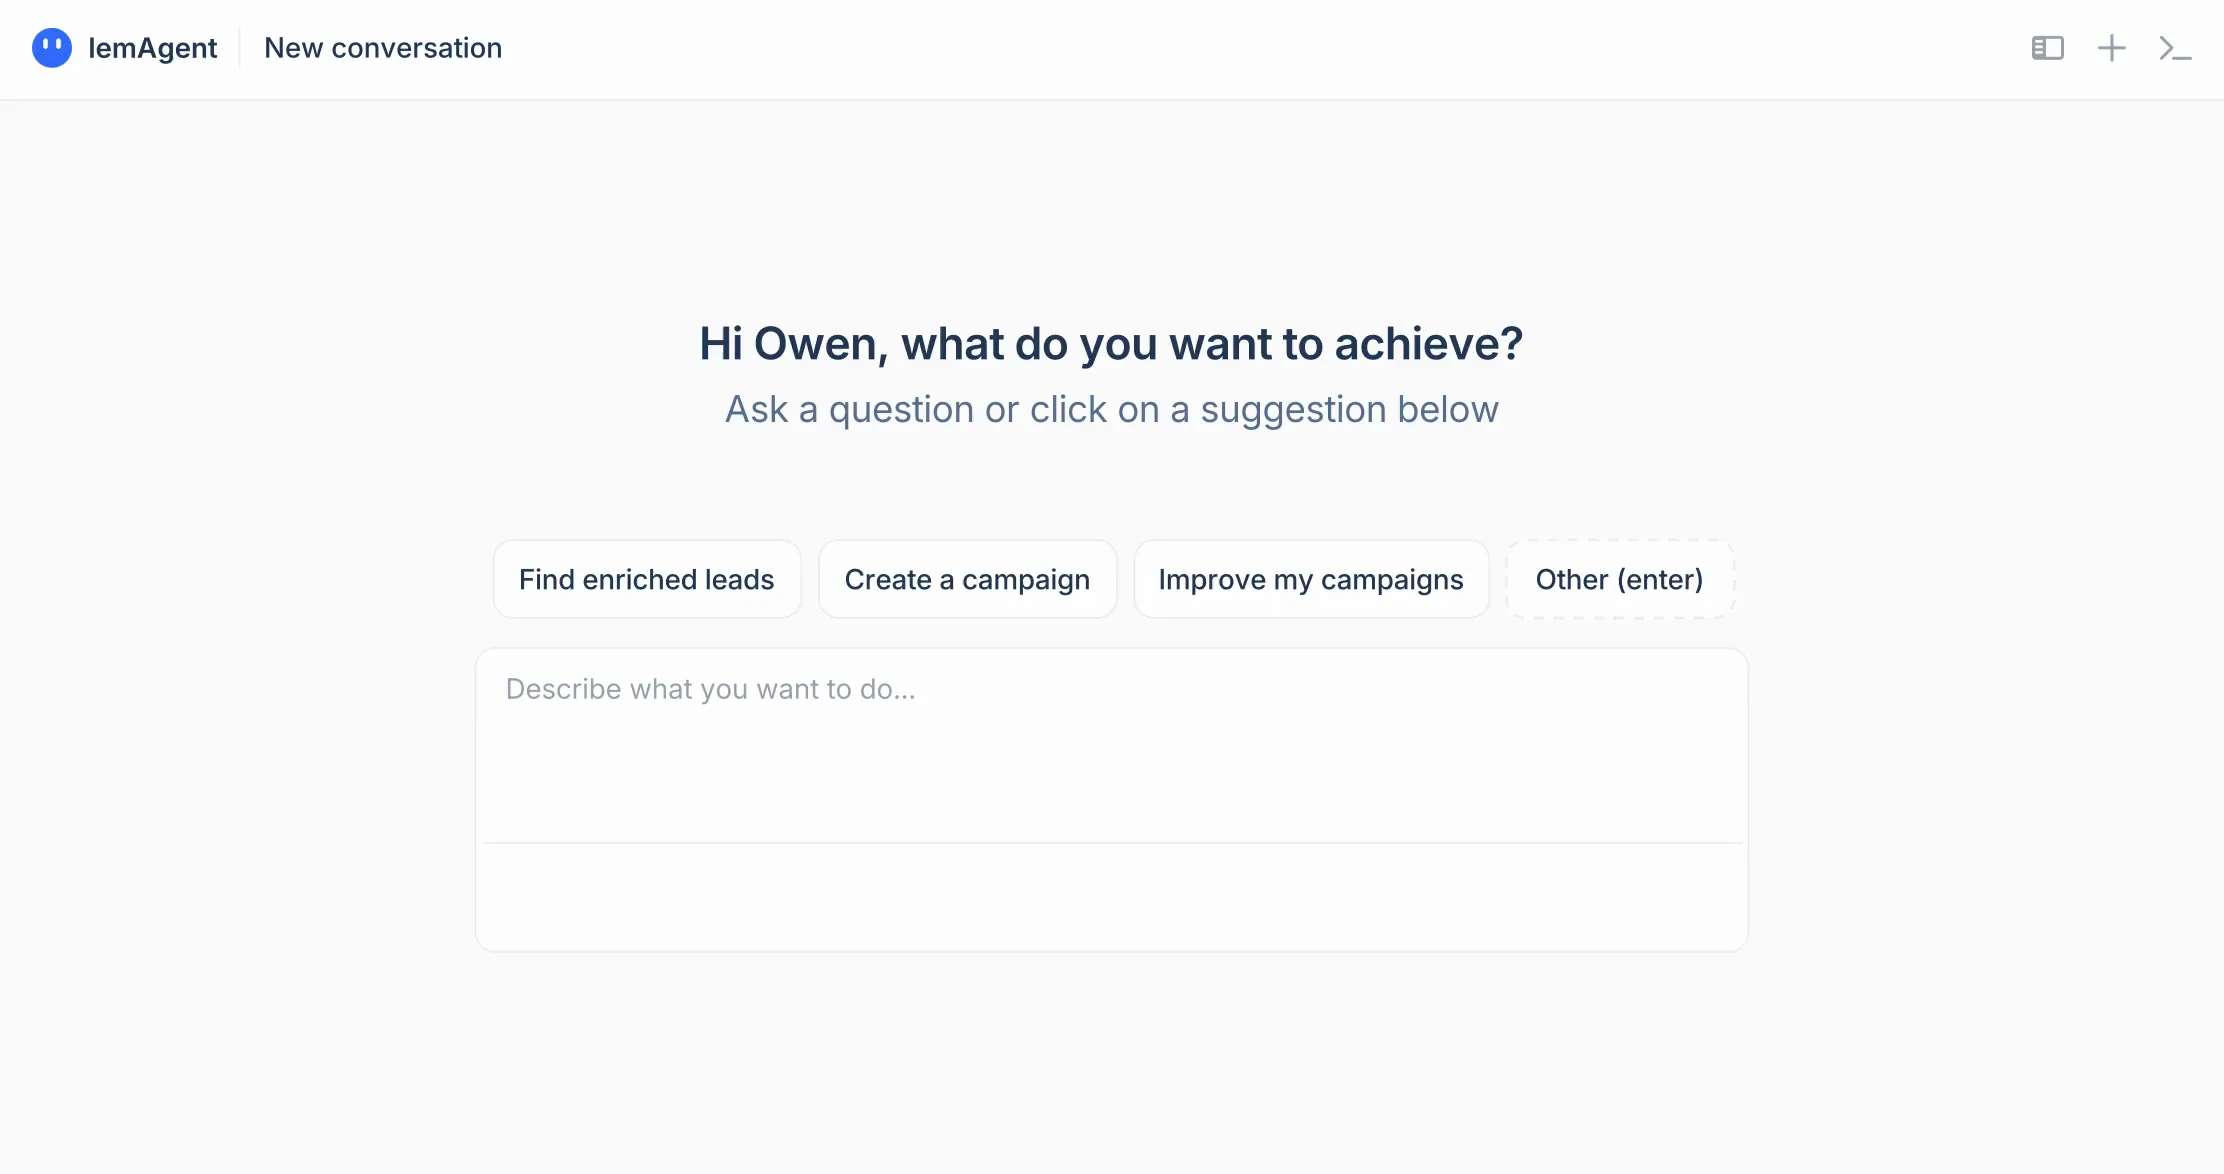 lemAgent
New conversation
Hi Owen, what do you want to achieve?
Ask a question or click on a suggestion below
Find enriched leads
Create a campaign
Improve my campaigns
Other (enter)
Describe what you want to do...